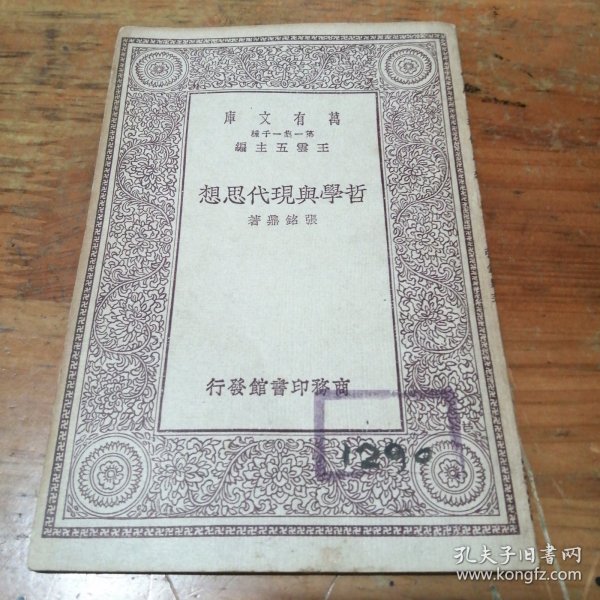 萬有文庫
第一集一千種
王雲五主編
哲學與現代思想
張銘鼎著
商務印書館發行
1290
孔夫子旧書网
www.kongfz.com